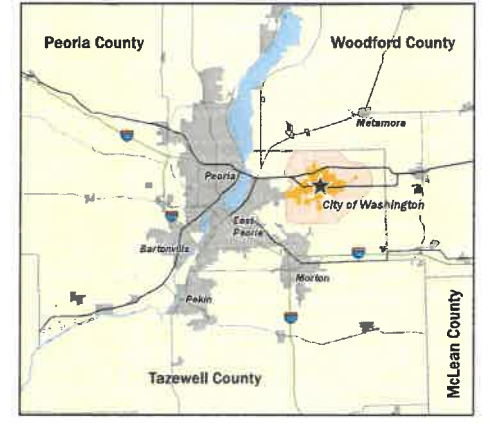 Peoria County
Woodford County
Metamora
Peoria
City of Washington
East
Peoria
Bartonville
Morton
Pekin
McLean County
Tazewell County